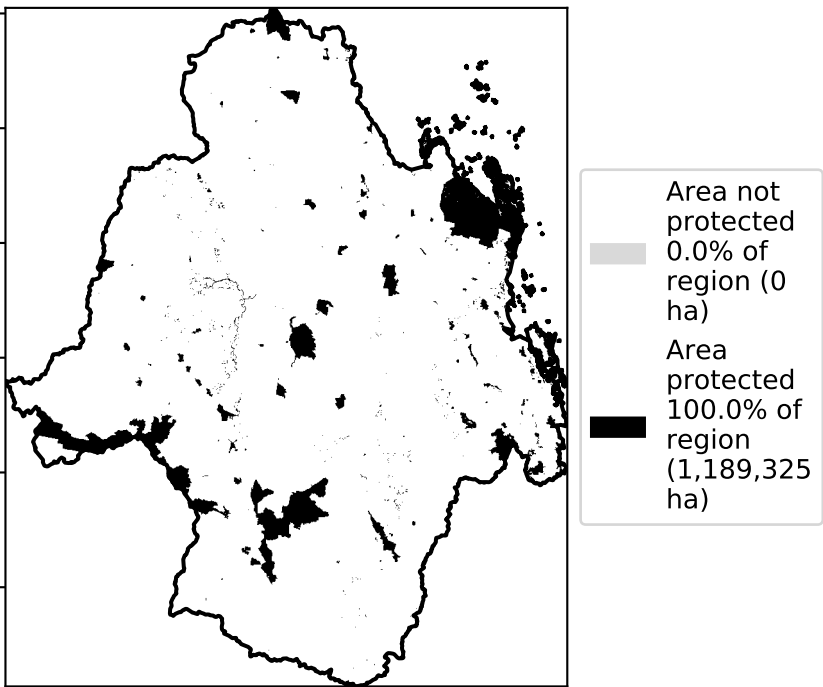 Area not
protected
0.0% of
region (0
ha)
Area
protected
100.0% of
region
(1,189,325
ha)